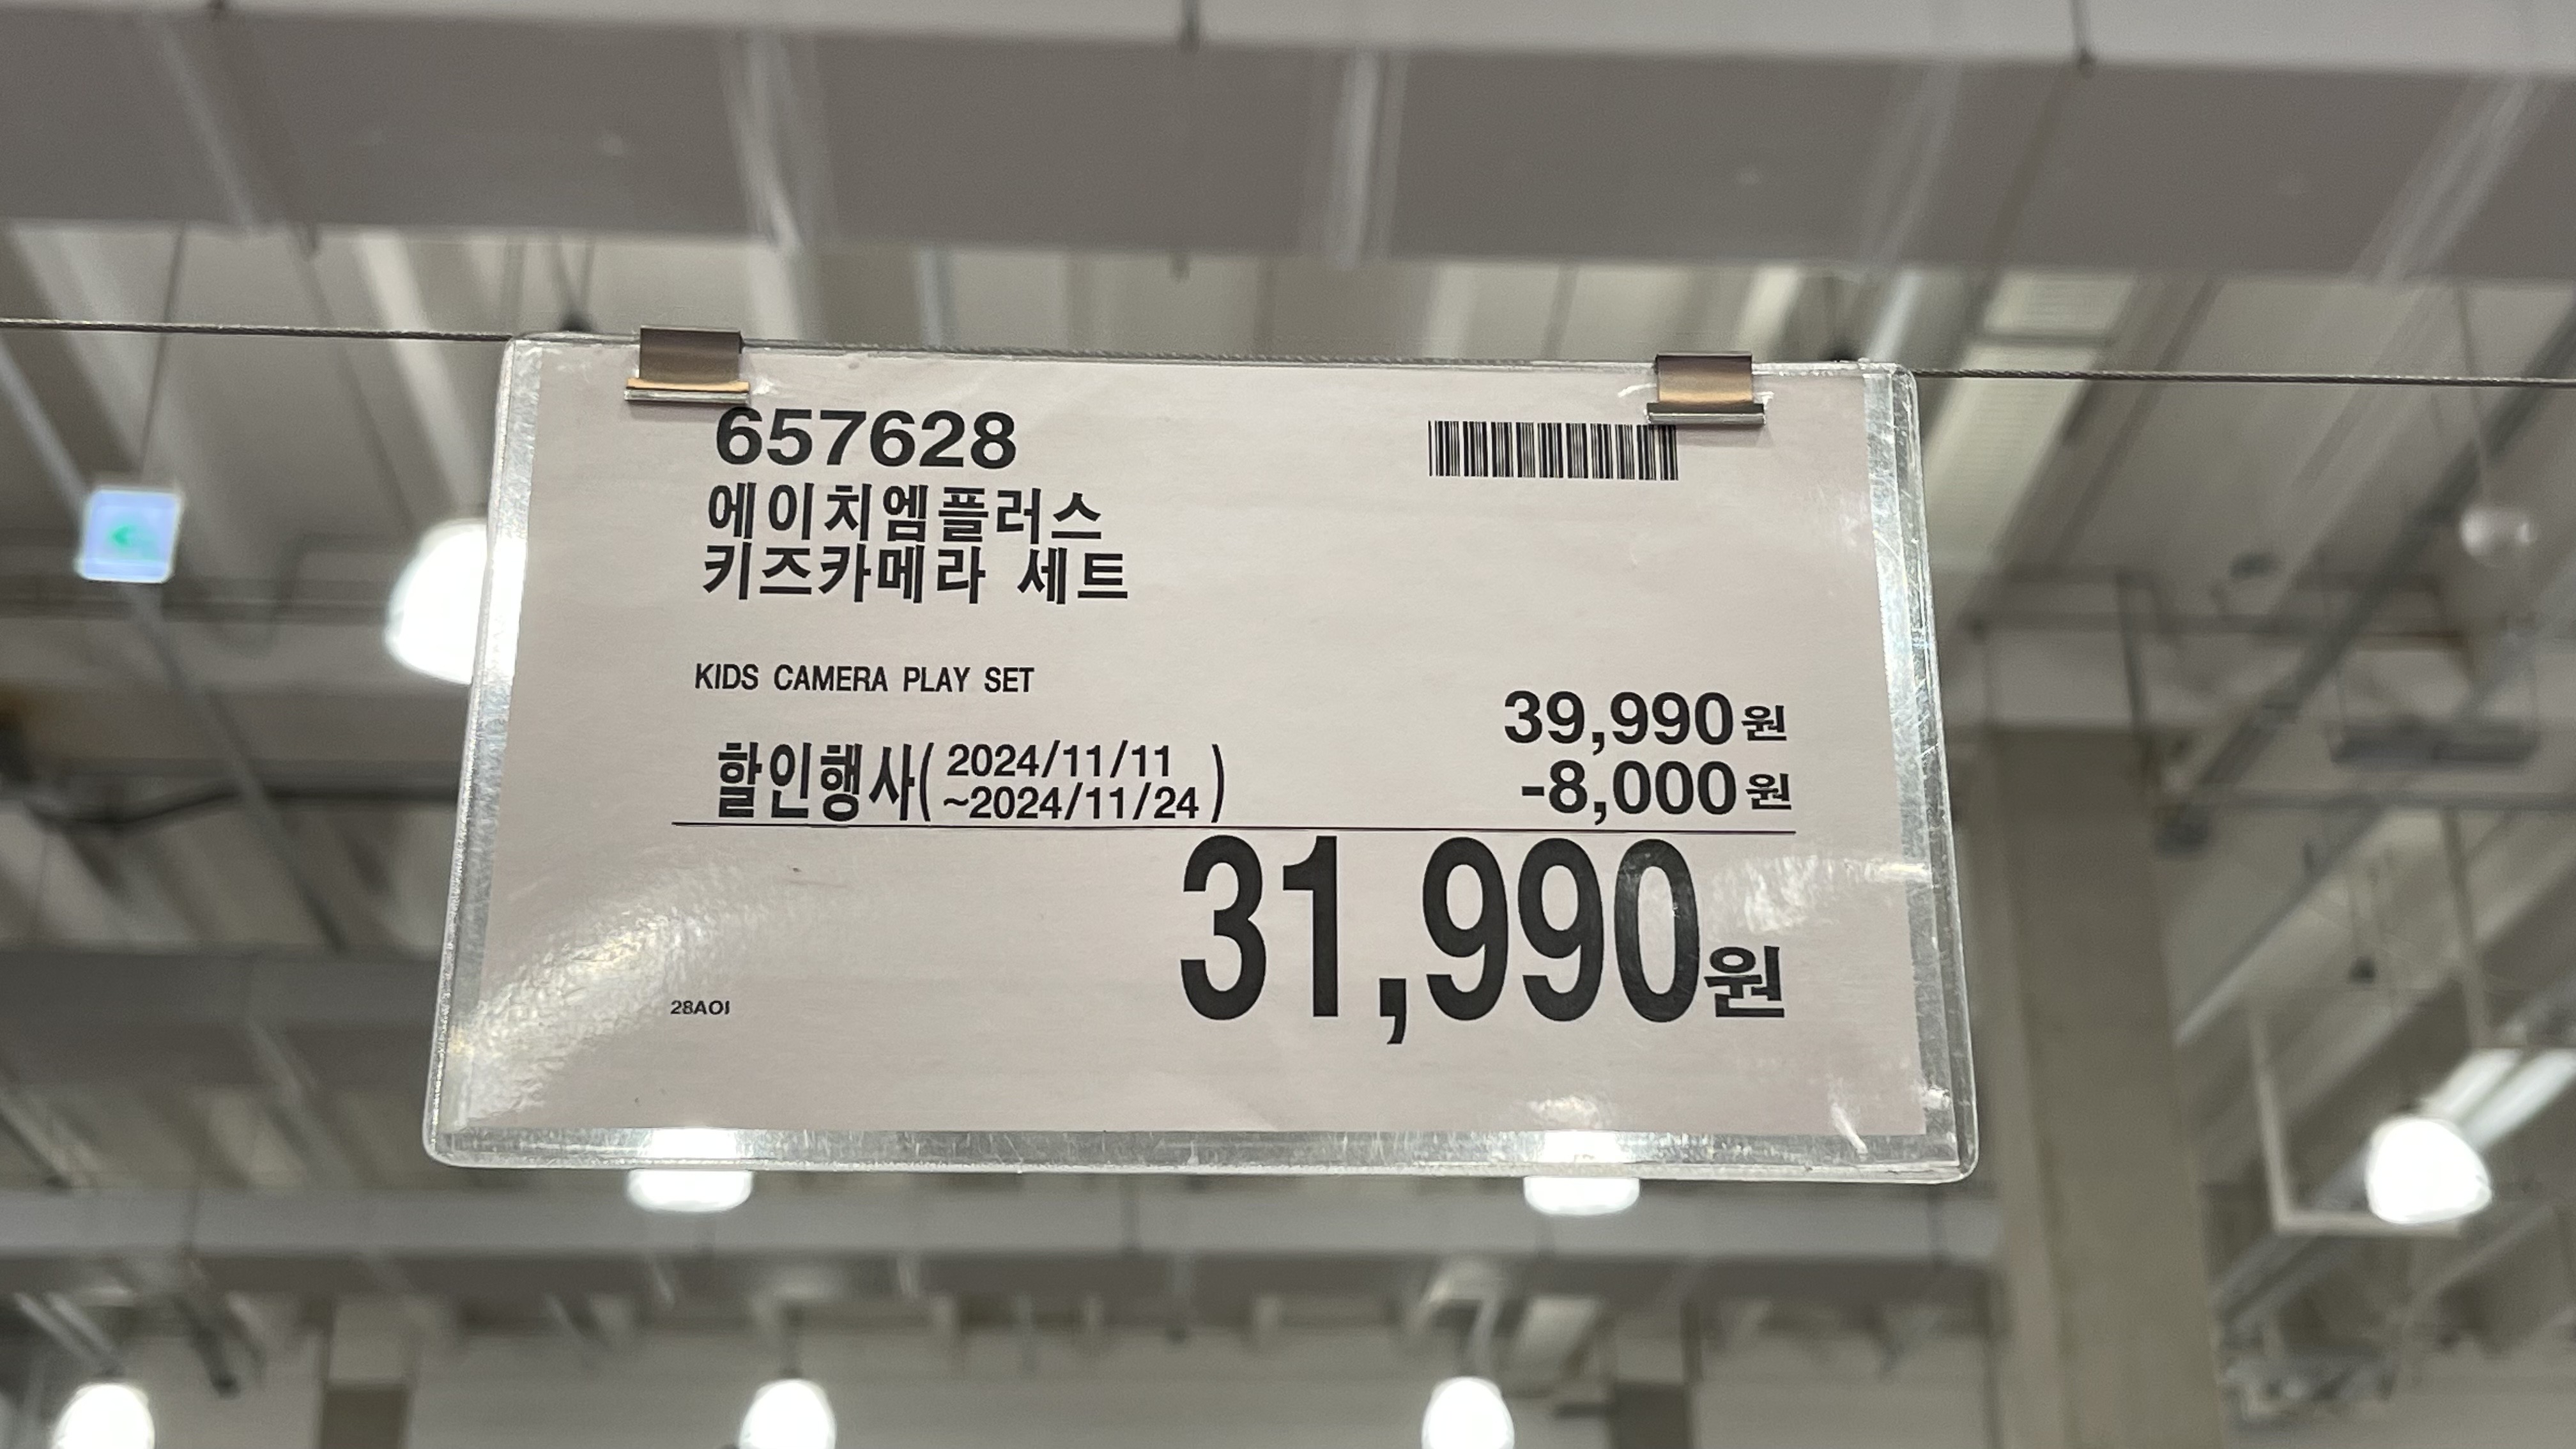 657628
에이치엠플러스
키즈카메라 세트
KIDS CAMERA PLAY SET
39,990원
할인행사( 2024/11/11
~2024/11/24 )
-8,000원
31,990원
28AOI